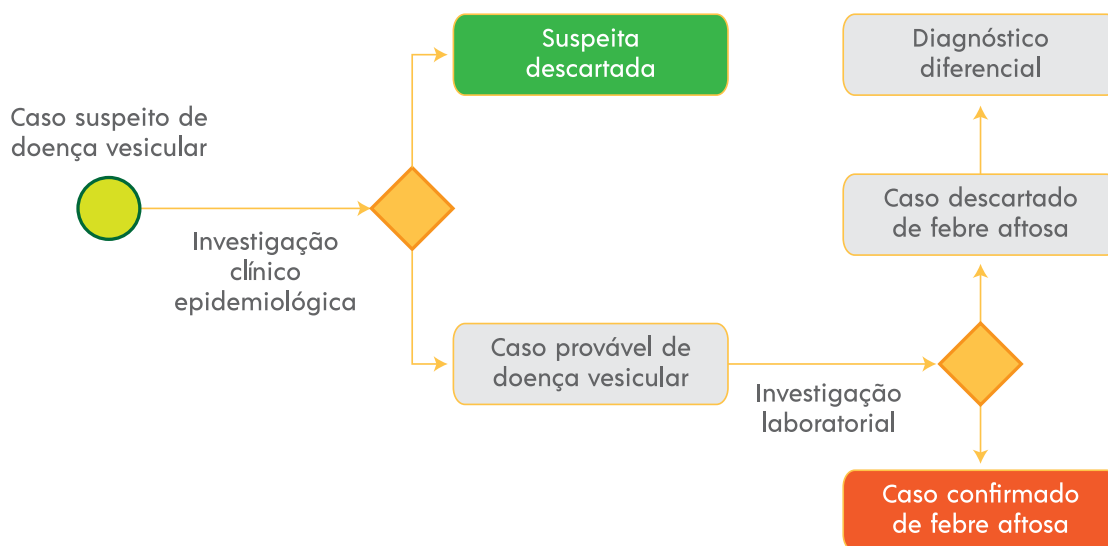 Caso suspeito de
doença vesicular
Investigação
clínico
epidemiológica
Suspeita
descartada
Caso provável de
doença vesicular
Investigação
laboratorial
Diagnóstico
diferencial
Caso descartado
de febre aftosa
Caso confirmado
de febre aftosa